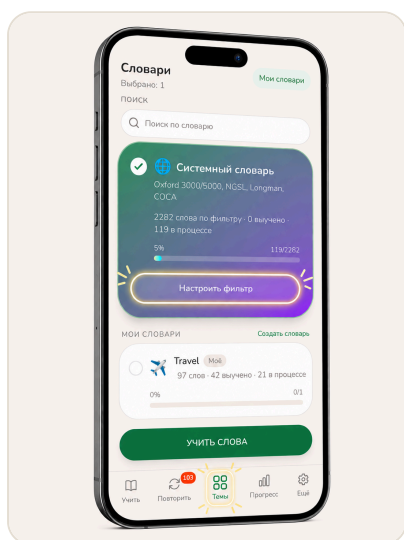 Словари
Мои словари
Выбрано: 1
ПОИСК
Поиск по словарю
Системный словарь
Oxford 3000/5000, NGSL, Longman,
COCA
2282 слова по фильтру · 0 выучено ·
119 в процессе
5%
119/2282
Настроить фильтр
МОИ СЛОВАРИ
Создать словарь
Travel Моё
97 слов · 42 выучено · 21 в процессе
0%
0/1
УЧИТЬ СЛОВА
103
Учить
Повторить
Темы
Прогресс
Ещё